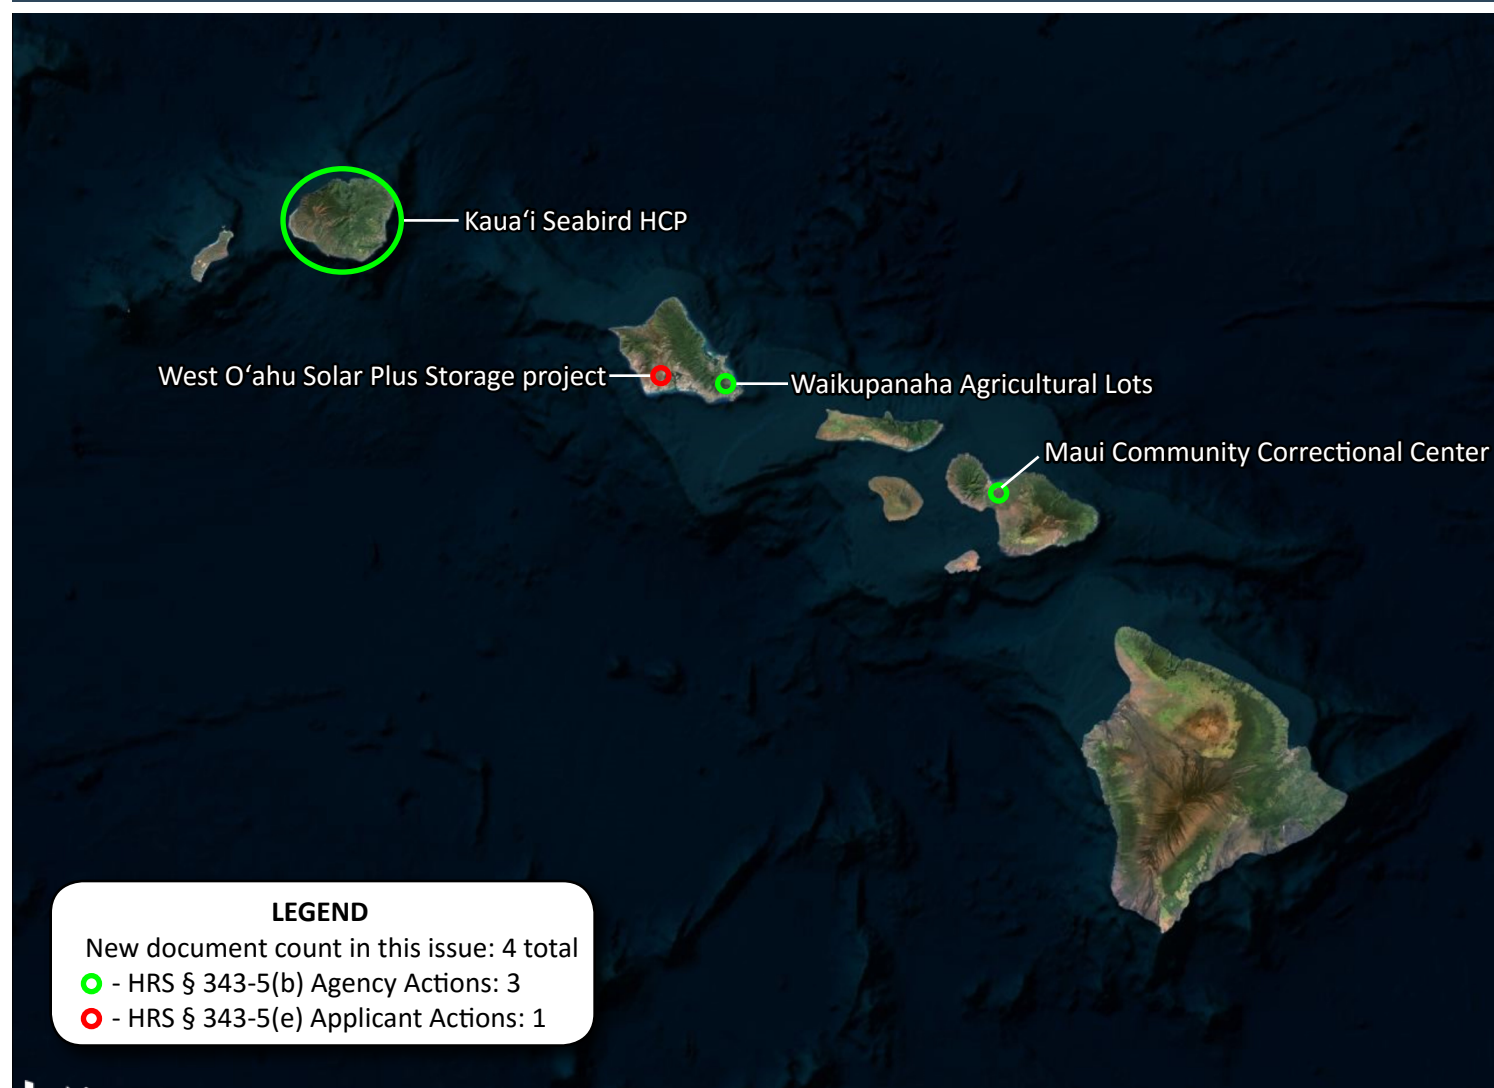 Kauaʻi Seabird HCP
West Oʻahu Solar Plus Storage project
Waikupanaha Agricultural Lots
Maui Community Correctional Center
LEGEND
New document count in this issue: 4 total
- HRS § 343-5(b) Agency Actions: 3
- HRS § 343-5(e) Applicant Actions: 1